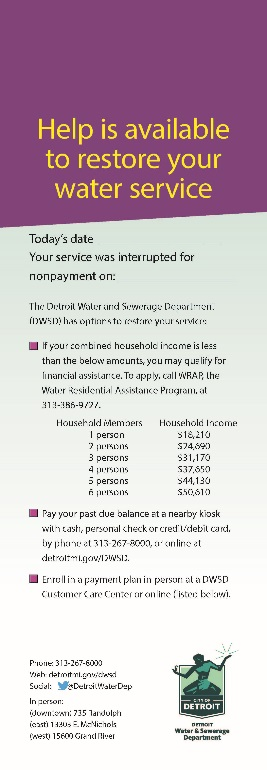 Help is available
to restore your
water service
Today's date
Your service was interrupted for
nonpayment on:
The Detroit Water and Sewerage Department
(DWSD) has options to restore your service:
If your combined household income is less
than the below amounts, you may qualify for
financial assistance. To apply, call WRAP, the
Water Residential Assistance Program, at
313-386-9727.
Household Members Household Income
1 person $18,210
2 persons $24,690
3 persons $31,170
4 persons $37,650
5 persons $44,130
6 persons $50,610
Pay your past due balance at a nearby kiosk
with cash, personal check or credit/debit card,
by phone at 313-267-8000, or online at
detroitmi.gov/DWSD.
Enroll in a payment plan in person at a DWSD
Customer Care Center or online (listed below).
Phone: 313-267-8000
Web: detroitmi.gov/dwsd
Social: @DetroitWaterDep
In person:
(downtown) 735 Randolph
(east) 13303 E. McNichols
(west) 15600 Grand River
CITY OF
DETROIT
DETROIT
Water & Sewerage
Department